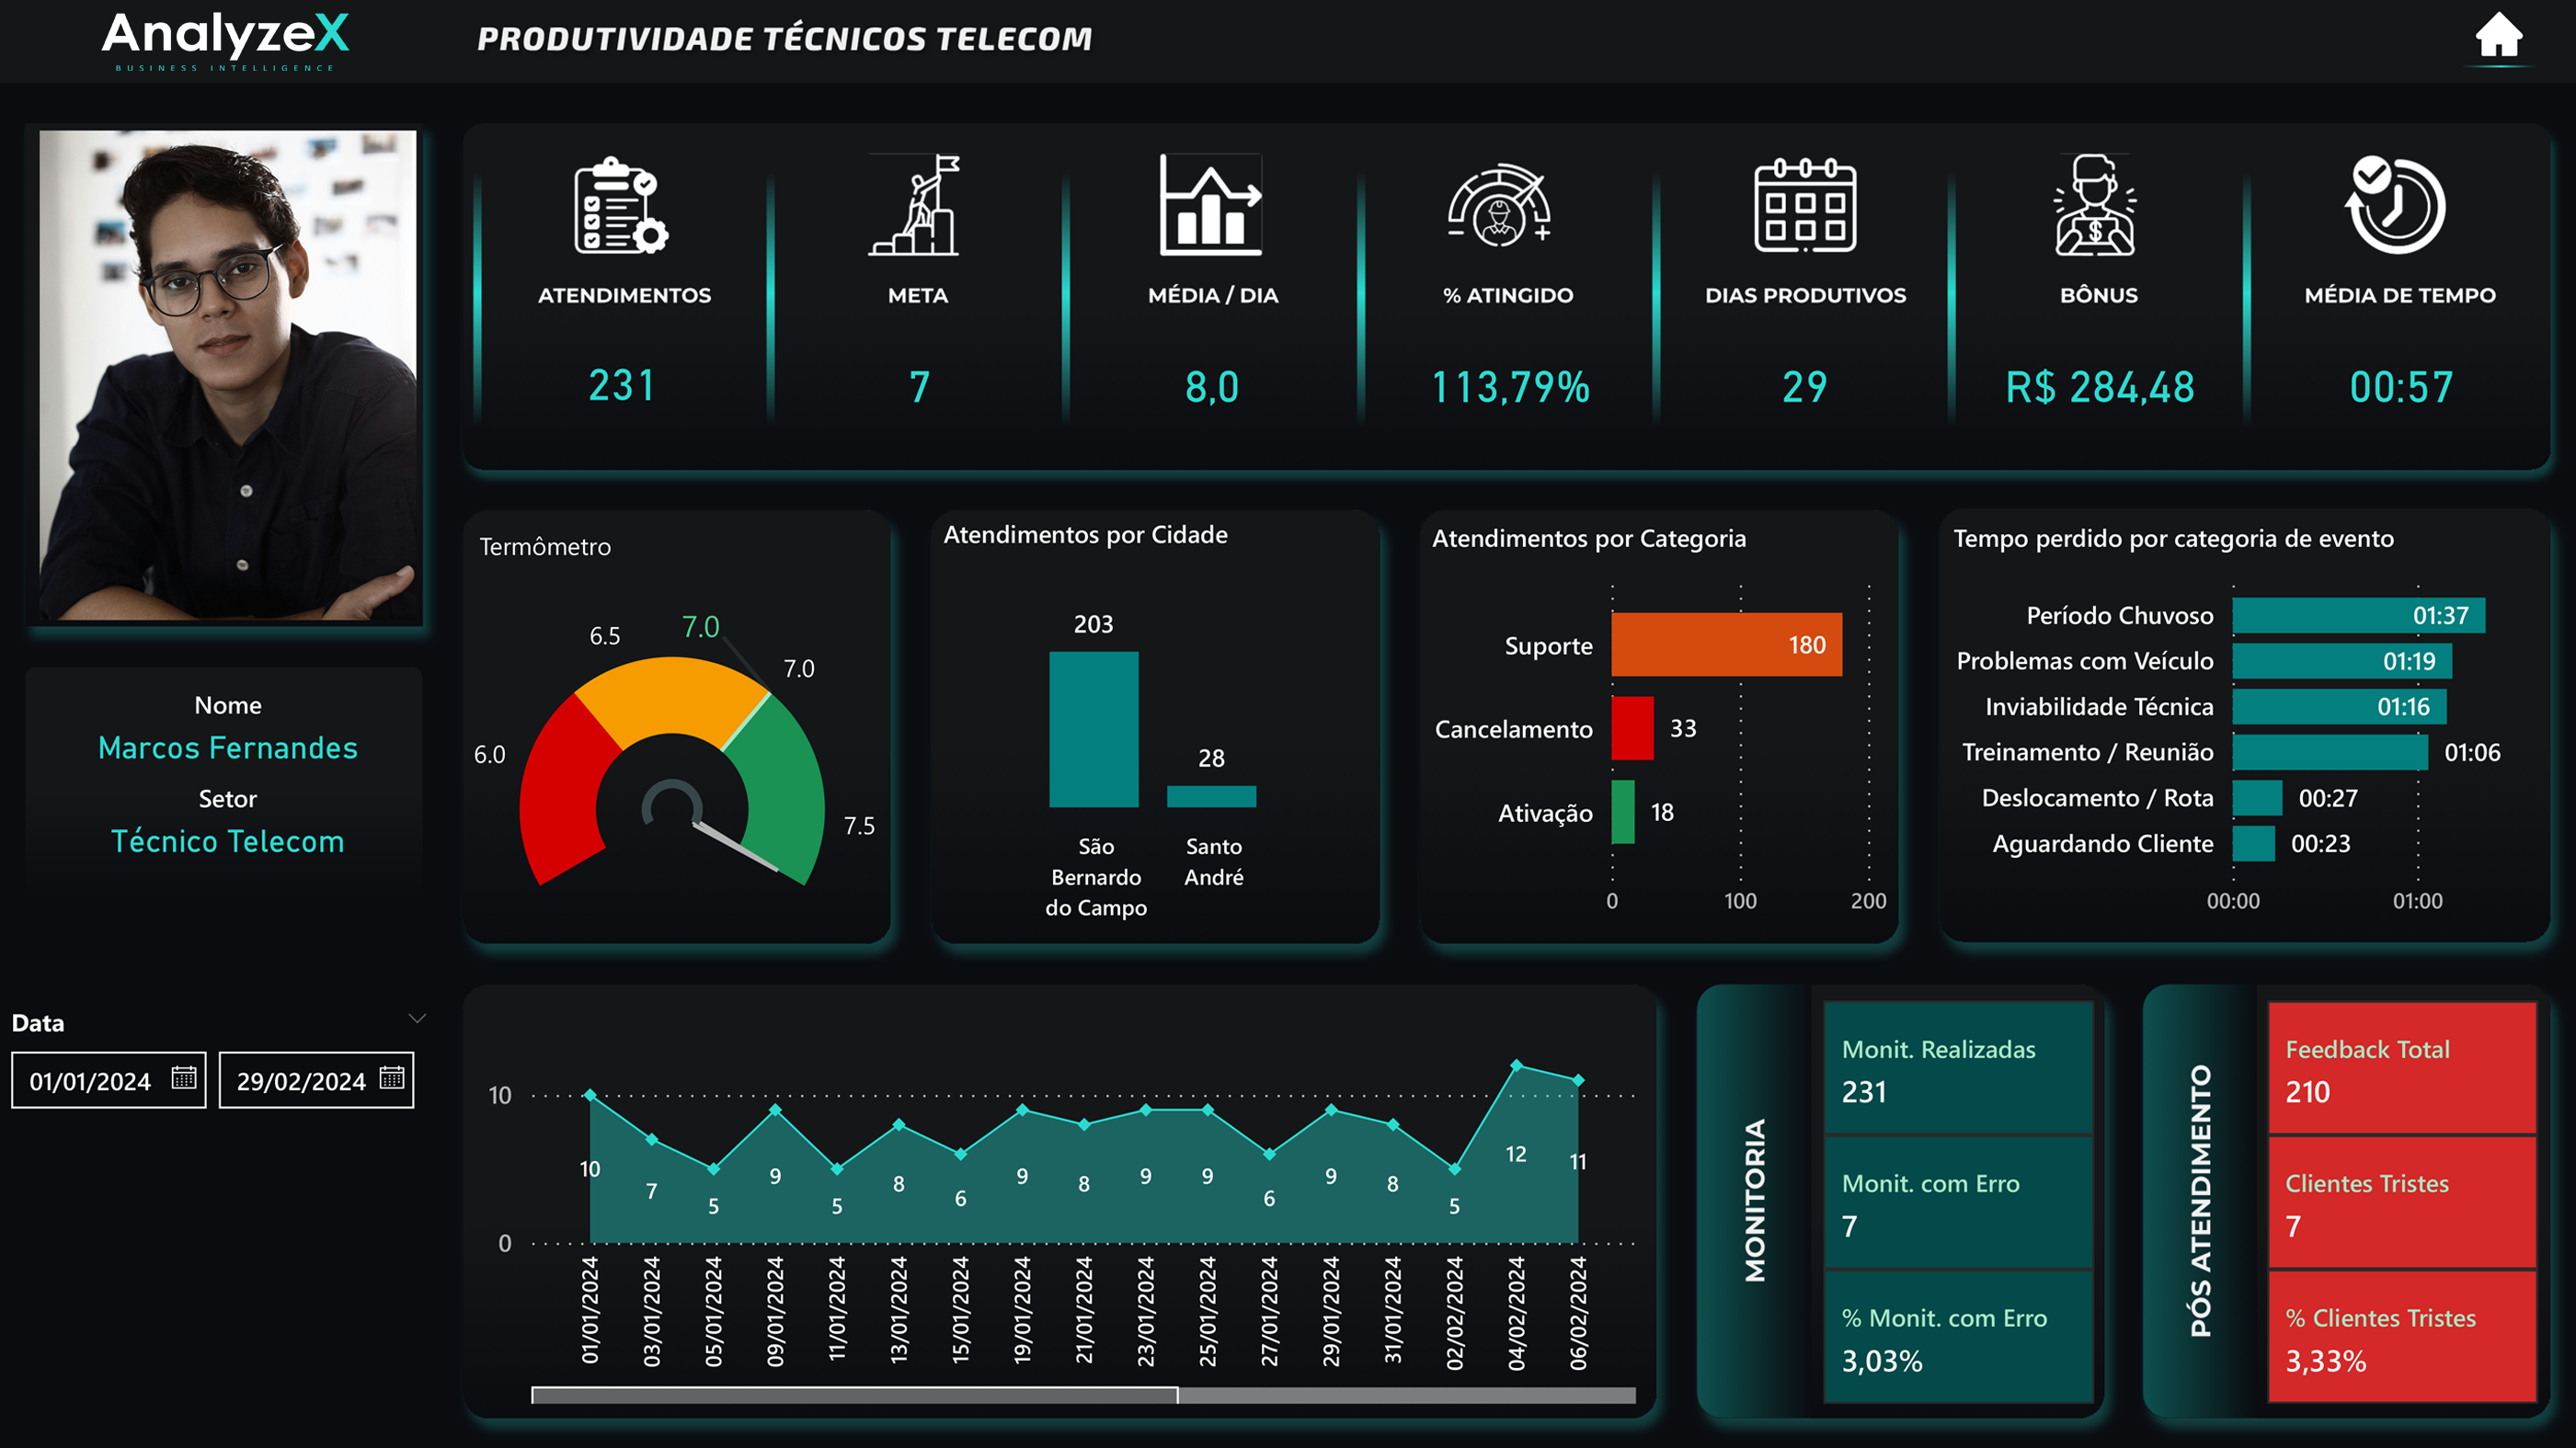 AnalyzeX
BUSINESS INTELLIGENCE
PRODUTIVIDADE TÉCNICOS TELECOM
ATENDIMENTOS
231
META
7
MÉDIA / DIA
8,0
% ATINGIDO
113,79%
DIAS PRODUTIVOS
29
BÔNUS
R$ 284,48
MÉDIA DE TEMPO
00:57
Nome
Marcos Fernandes
Setor
Técnico Telecom
Data
01/01/2024
29/02/2024
Termômetro
6.0
6.5
7.0
7.0
7.5
Atendimentos por Cidade
203
28
São
Bernardo
do Campo
Santo
André
Atendimentos por Categoria
Suporte
180
Cancelamento
33
Ativação
18
0
100
200
Tempo perdido por categoria de evento
Período Chuvoso
01:37
Problemas com Veículo
01:19
Inviabilidade Técnica
01:16
Treinamento / Reunião
01:06
Deslocamento / Rota
00:27
Aguardando Cliente
00:23
00:00
01:00
10
0
10
7
5
9
5
8
6
9
8
9
9
6
9
8
5
12
11
01/01/2024
03/01/2024
05/01/2024
09/01/2024
11/01/2024
13/01/2024
15/01/2024
19/01/2024
21/01/2024
23/01/2024
25/01/2024
27/01/2024
29/01/2024
31/01/2024
02/02/2024
04/02/2024
06/02/2024
MONITORIA
Monit. Realizadas
231
Monit. com Erro
7
% Monit. com Erro
3,03%
PÓS ATENDIMENTO
Feedback Total
210
Clientes Tristes
7
% Clientes Tristes
3,33%